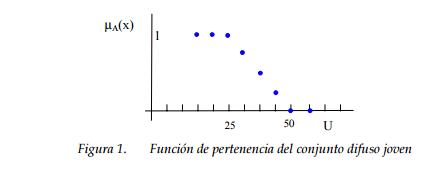 μA(x)
1
25
50
U
Figura 1. Función de pertenencia del conjunto difuso joven